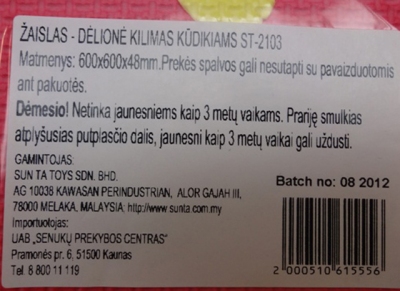 ŽAISLAS - DĖLIONĖ KILIMAS KŪDIKIAMS ST-2103
Matmenys: 600x600x48mm.Prekės spalvos gali nesutapti su pavaizduotomis
ant pakuotės.
Dėmesio! Netinka jaunesniems kaip 3 metų vaikams. Prariję smulkias
atplyšusias putplasčio dalis, jaunesni kaip 3 metų vaikai gali uždusti.
GAMINTOJAS:
SUN TA TOYS SDN. BHD.
AG 10038 KAWASAN PERINDUSTRIAN, ALOR GAJAH III,
78000 MELAKA, MALAYSIA; http://www.sunta.com.my
Importuotojas:
UAB „SENUKŲ PREKYBOS CENTRAS"
Pramonės pr. 6, 51500 Kaunas
Tel. 8 800 11 119
Batch no: 08 2012
2 000510 615556